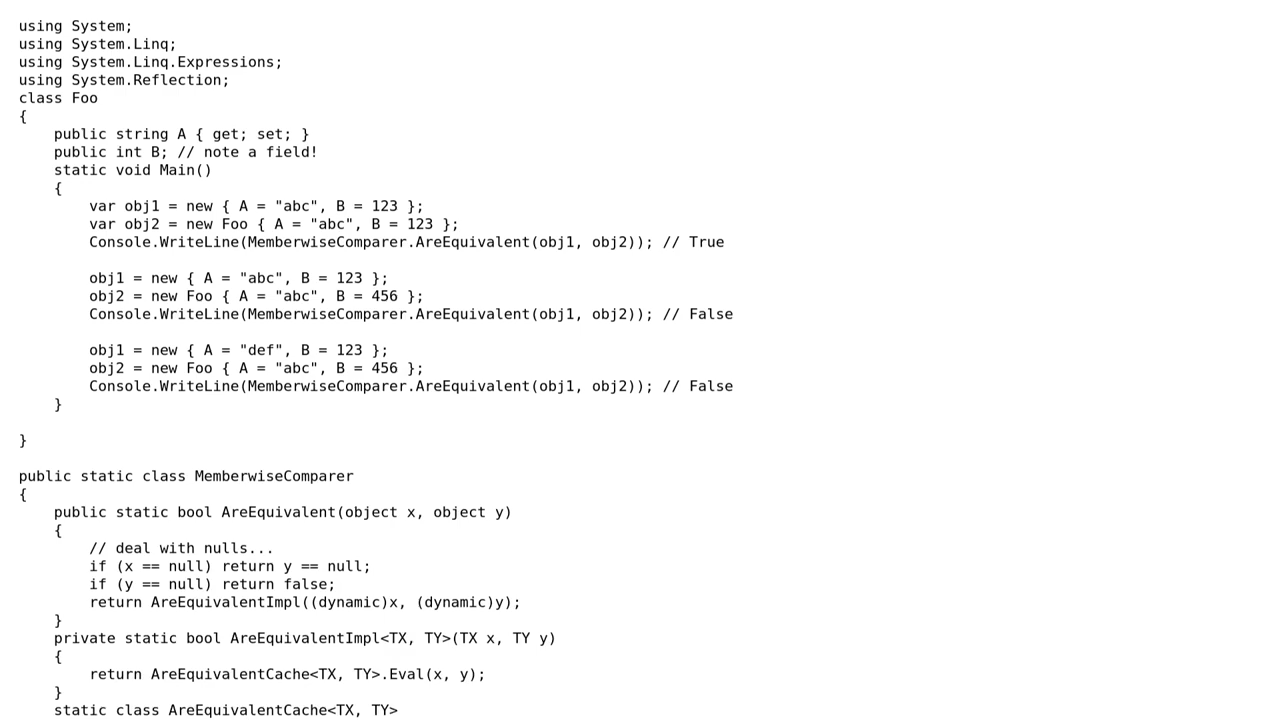 using System;
using System.Linq;
using System.Linq.Expressions;
using System.Reflection;
class Foo
{
    public string A { get; set; }
    public int B; // note a field!
    static void Main()
    {
        var obj1 = new { A = "abc", B = 123 };
        var obj2 = new Foo { A = "abc", B = 123 };
        Console.WriteLine(MemberwiseComparer.AreEquivalent(obj1, obj2)); // True

        obj1 = new { A = "abc", B = 123 };
        obj2 = new Foo { A = "abc", B = 456 };
        Console.WriteLine(MemberwiseComparer.AreEquivalent(obj1, obj2)); // False

        obj1 = new { A = "def", B = 123 };
        obj2 = new Foo { A = "abc", B = 456 };
        Console.WriteLine(MemberwiseComparer.AreEquivalent(obj1, obj2)); // False
    }

}

public static class MemberwiseComparer
{
    public static bool AreEquivalent(object x, object y)
    {
        // deal with nulls...
        if (x == null) return y == null;
        if (y == null) return false;
        return AreEquivalentImpl((dynamic)x, (dynamic)y);
    }
    private static bool AreEquivalentImpl<TX, TY>(TX x, TY y)
    {
        return AreEquivalentCache<TX, TY>.Eval(x, y);
    }
    static class AreEquivalentCache<TX, TY>